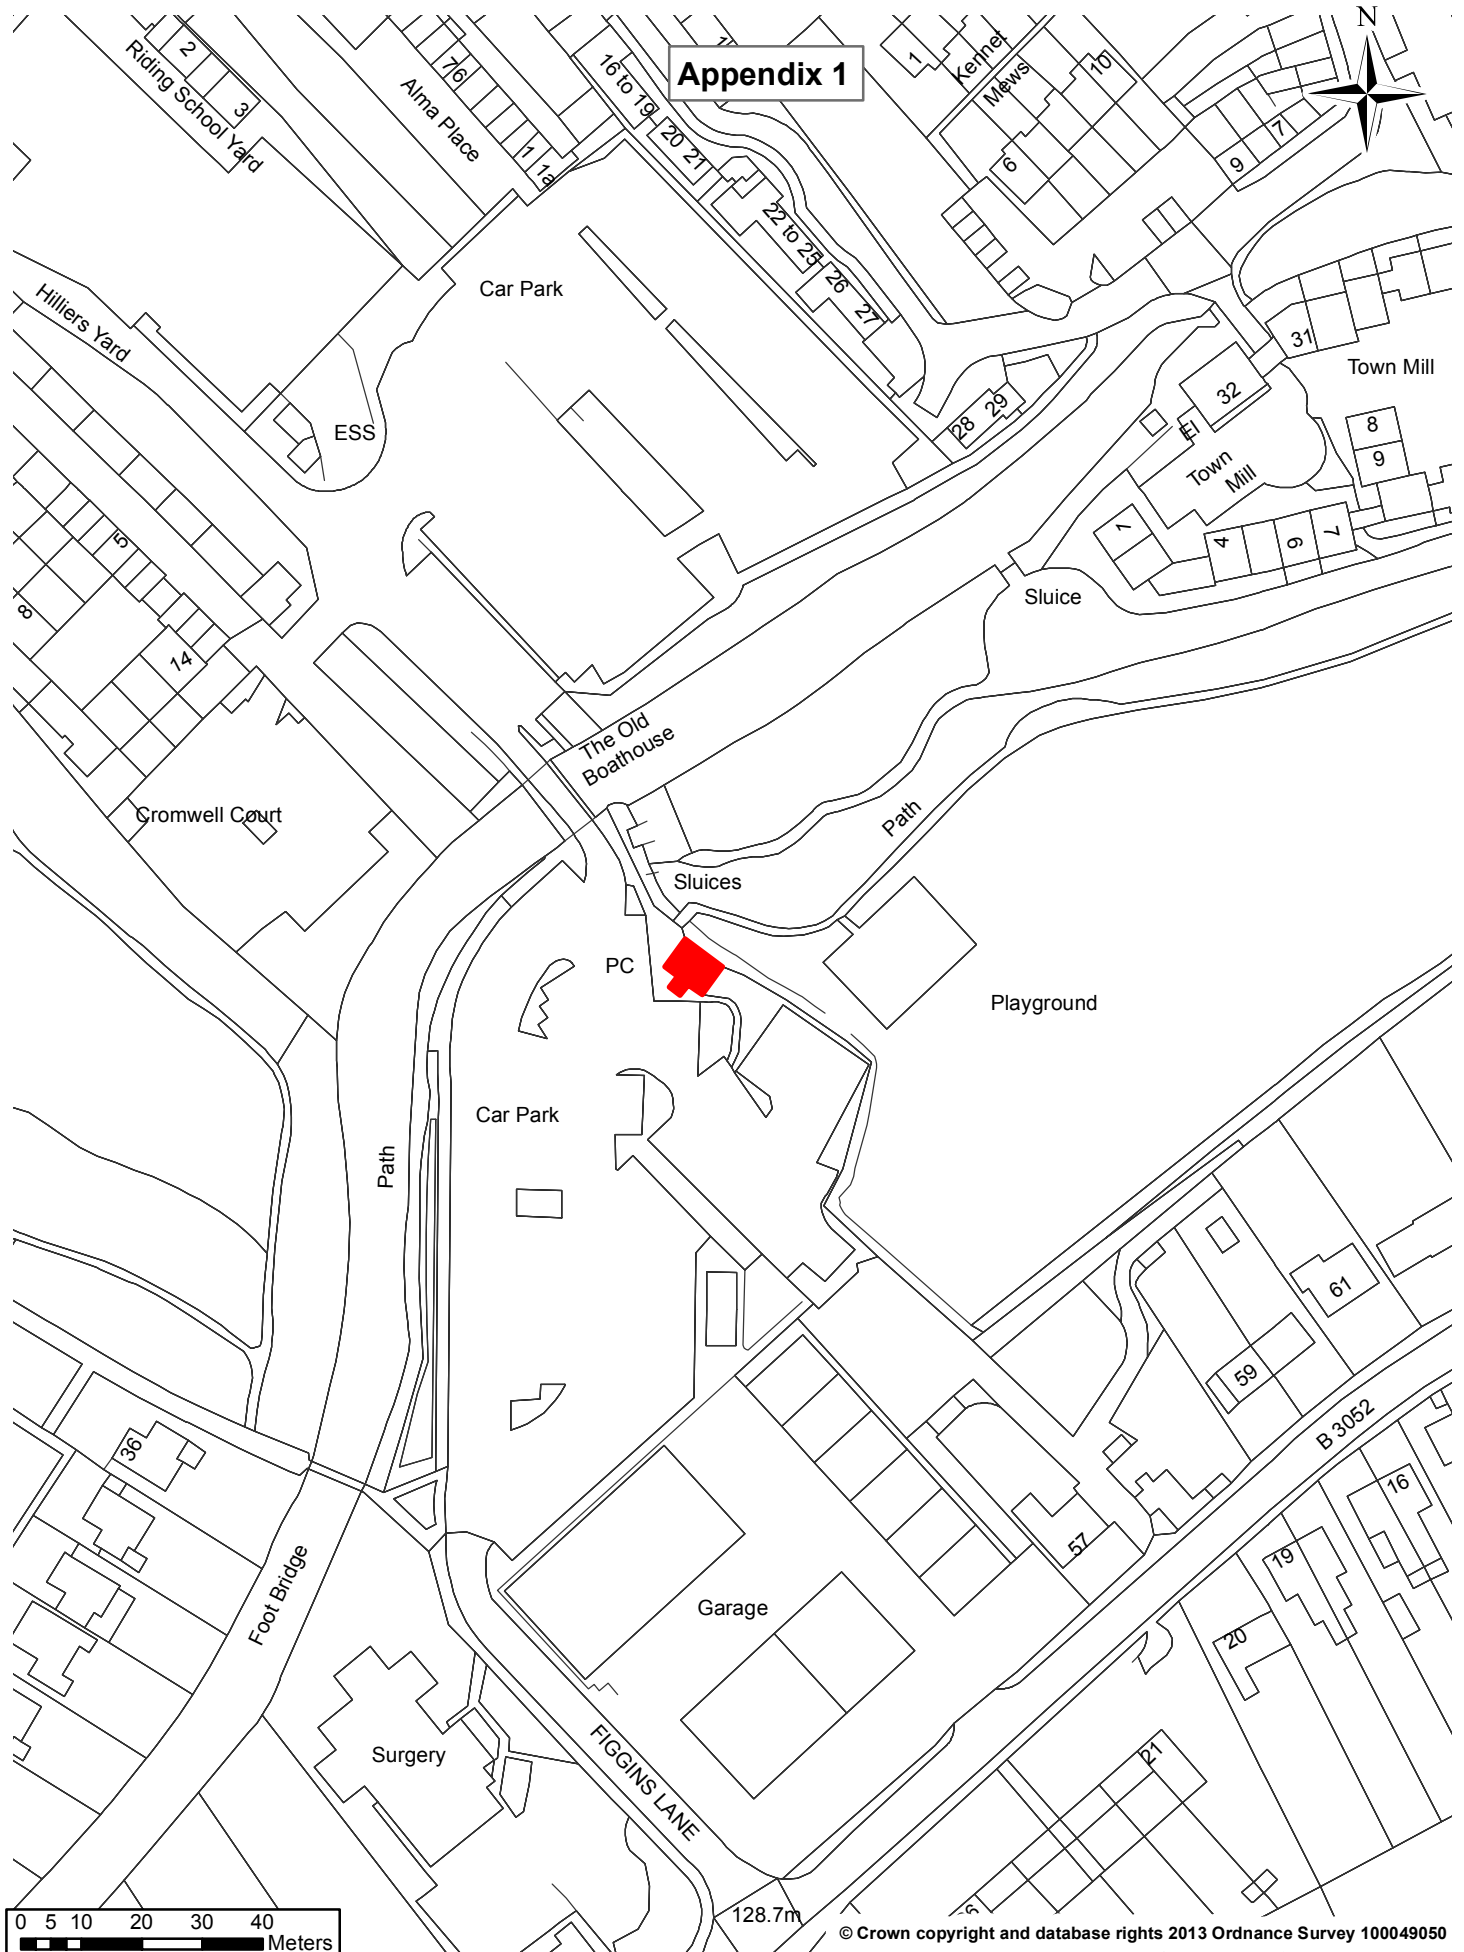 Appendix 1
N
2
3
Riding School Yard
76
Alma Place
1
1a
16 to 19
20
21
22 to 25
26
27
1
Kennet
Mews
10
6
9
7
Car Park
Hilliers Yard
ESS
28
29
31
32
El
Town Mill
Town
Mill
8
9
1
4
6
7
5
8
14
Sluice
The Old
Boathouse
Cromwell Court
Path
Sluices
PC
Playground
Car Park
Path
61
59
B 3052
36
57
16
19
20
21
Foot Bridge
Garage
Surgery
FIGGINS LANE
128.7m
0 5 10 20 30 40
Meters
© Crown copyright and database rights 2013 Ordnance Survey 100049050